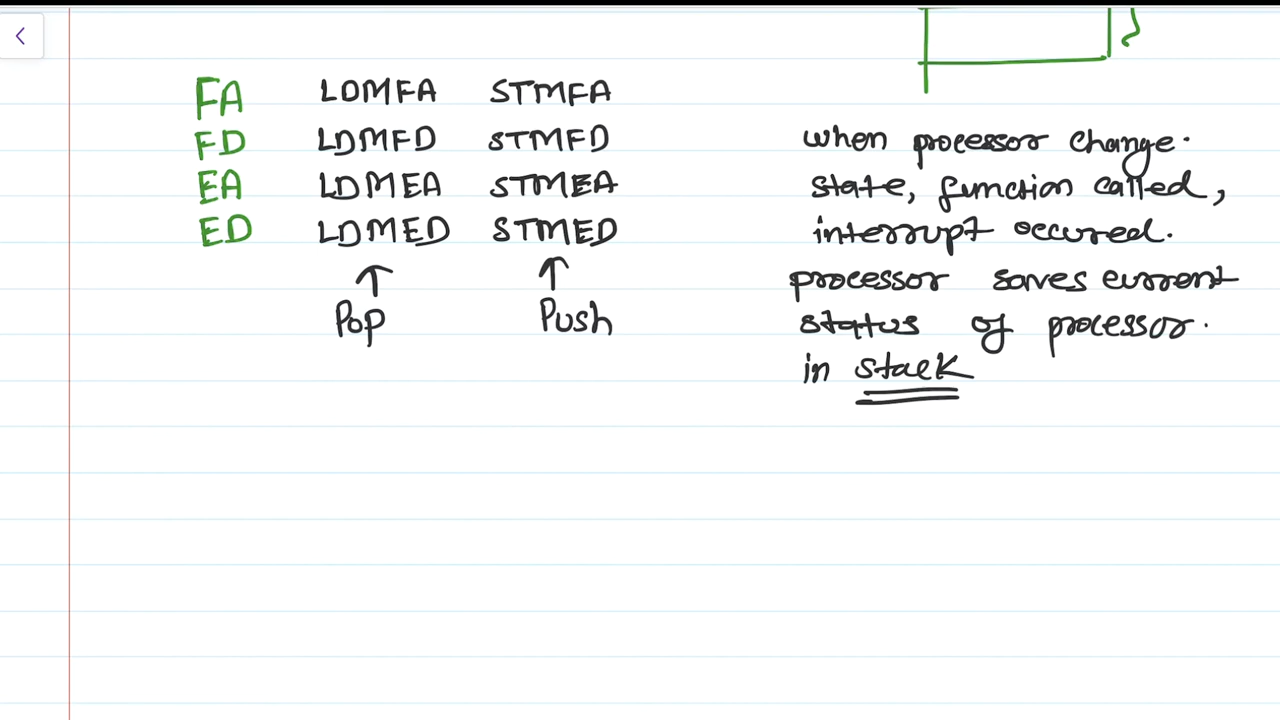 FA LDMFA STMFA
FD LDMFD STMFD
EA LDMEA STMEA
ED LDMED STMED
Pop Push
when processor change.
state, function called,
interrupt occured.
processor saves current
status of processor.
in stack